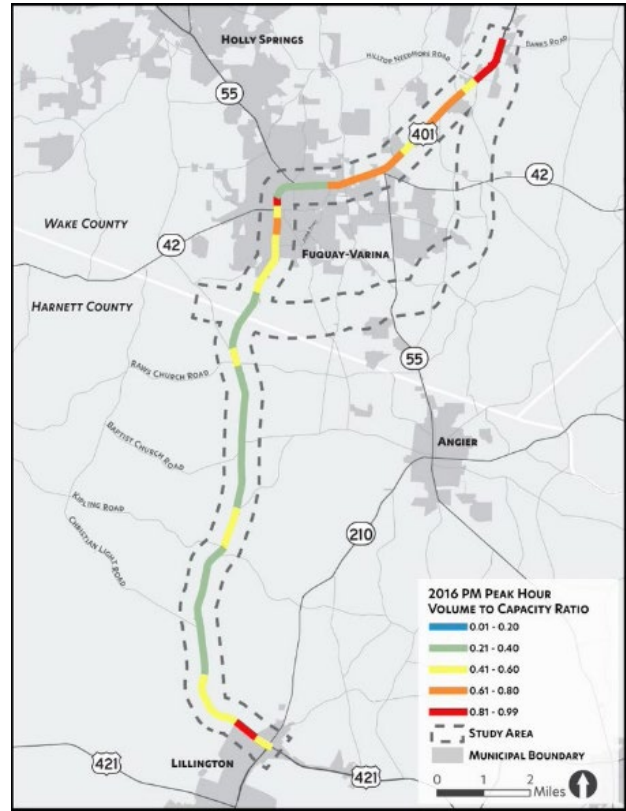 HOLLY SPRINGS
HILLTOP NEEDMORE ROAD
BANKS ROAD
55
401
42
WAKE COUNTY
42
FUQUAY-VARINA
HARNETT COUNTY
55
RAWLS CHURCH ROAD
BAPTIST CHURCH ROAD
ANGIER
KIPLING ROAD
CHRISTIAN LIGHT ROAD
210
2016 PM PEAK HOUR
VOLUME TO CAPACITY RATIO
0.01 - 0.20
0.21 - 0.40
0.41 - 0.60
0.61 - 0.80
0.81 - 0.99
STUDY AREA
MUNICIPAL BOUNDARY
LILLINGTON
421
421
0 1 2
Miles